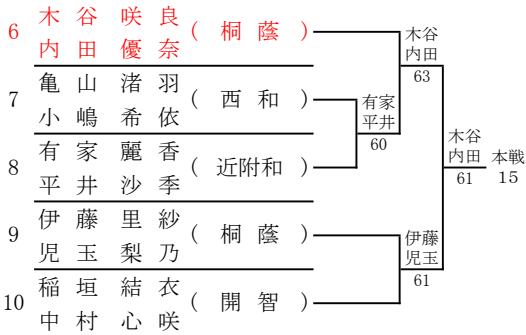 6 木谷 咲良 ( 桐蔭 )
内田 優奈
7 亀山 渚羽 ( 西和 )
小嶋 希依
8 有家 麗香 ( 近附和 )
平井 沙季
9 伊藤 里紗 ( 桐蔭 )
児玉 梨乃
10 稲垣 結衣 ( 開智 )
中村 心咲
有家
平井
60
木谷
内田
63
伊藤
児玉
61
木谷
内田
61
本戦
15